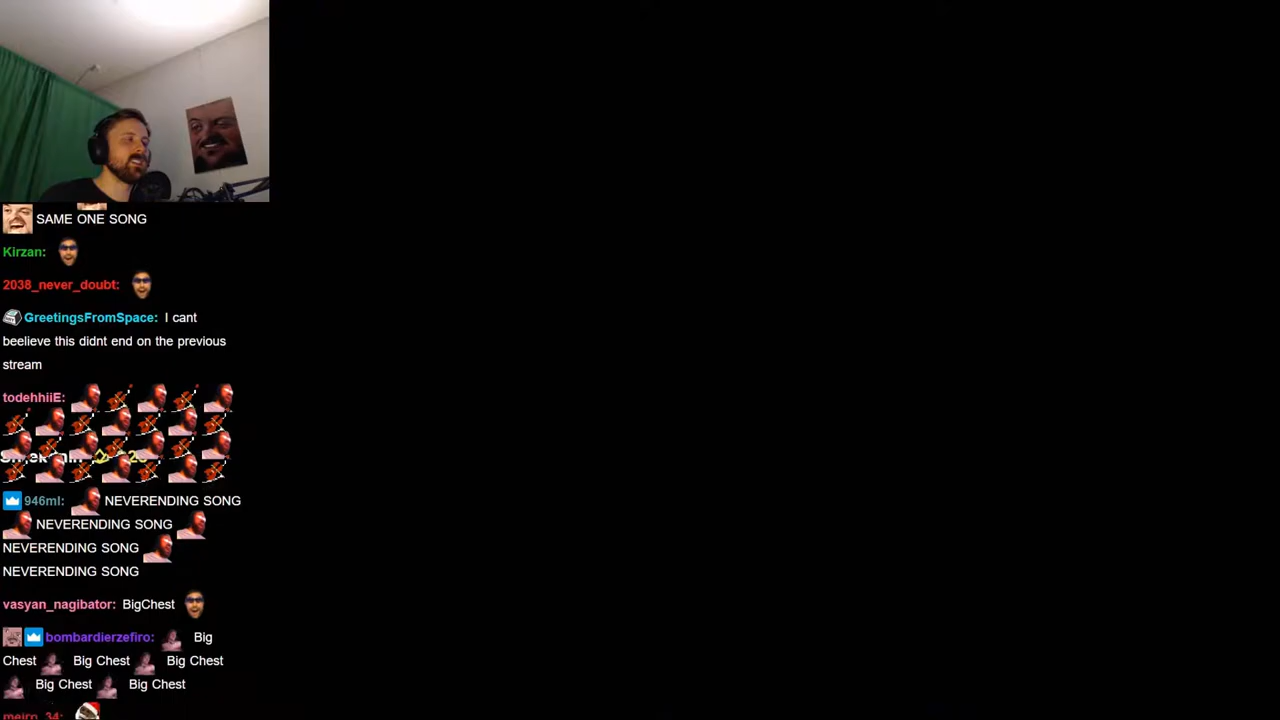 SAME ONE SONG
Kirzan:
2038_never_doubt:
GreetingsFromSpace: I cant
beelieve this didnt end on the previous
stream
todehhiiE:
946ml: NEVERENDING SONG
NEVERENDING SONG
NEVERENDING SONG
NEVERENDING SONG
vasyan_nagibator: BigChest
bombardierzefiro: Big
Chest Big Chest Big Chest
Big Chest Big Chest
meiro_34: